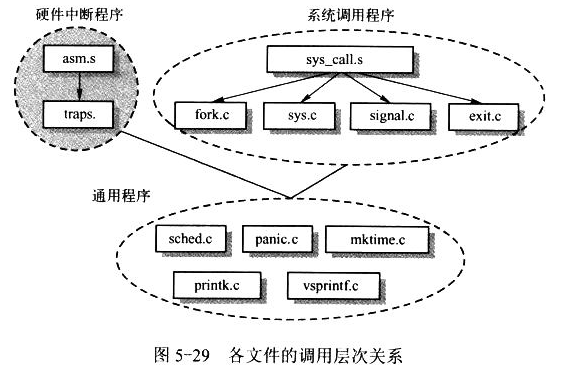 硬件中断程序
系统调用程序
asm.s
sys_call.s
traps.
fork.c
sys.c
signal.c
exit.c
通用程序
sched.c
panic.c
mktime.c
printk.c
vsprintf.c
图 5-29 各文件的调用层次关系